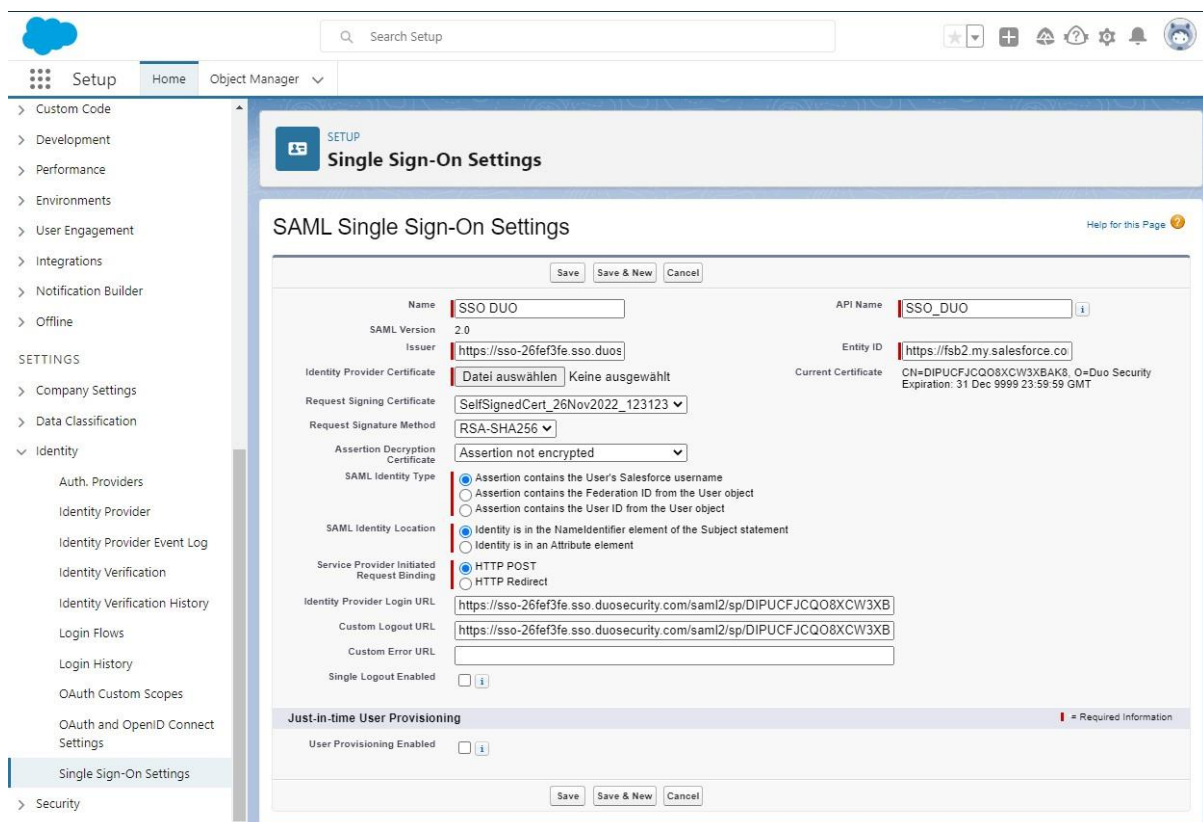 Search Setup
Setup
Home
Object Manager
Custom Code
Development
Performance
Environments
User Engagement
Integrations
Notification Builder
Offline
SETTINGS
Company Settings
Data Classification
Identity
Auth. Providers
Identity Provider
Identity Provider Event Log
Identity Verification
Identity Verification History
Login Flows
Login History
OAuth Custom Scopes
OAuth and OpenID Connect
Settings
Single Sign-On Settings
Security
SETUP
Single Sign-On Settings
SAML Single Sign-On Settings
Help for this Page
Save Save & New Cancel
Name SSO DUO API Name SSO_DUO
SAML Version 2.0
Issuer https://sso-26fef3fe.sso.duos Entity ID https://fsb2.my.salesforce.co
Identity Provider Certificate Datei auswählen Keine ausgewählt Current Certificate CN=DIPUCFJCQO8XCW3XBAK8, O=Duo Security
Expiration: 31 Dec 9999 23:59:59 GMT
Request Signing Certificate SelfSignedCert_26Nov2022_123123
Request Signature Method RSA-SHA256
Assertion Decryption
Certificate Assertion not encrypted
SAML Identity Type Assertion contains the User's Salesforce username
Assertion contains the Federation ID from the User object
Assertion contains the User ID from the User object
SAML Identity Location Identity is in the NameIdentifier element of the Subject statement
Identity is in an Attribute element
Service Provider Initiated
Request Binding HTTP POST
HTTP Redirect
Identity Provider Login URL https://sso-26fef3fe.sso.duosecurity.com/saml2/sp/DIPUCFJCQO8XCW3XB
Custom Logout URL https://sso-26fef3fe.sso.duosecurity.com/saml2/sp/DIPUCFJCQO8XCW3XB
Custom Error URL
Single Logout Enabled
Just-in-time User Provisioning = Required Information
User Provisioning Enabled
Save Save & New Cancel